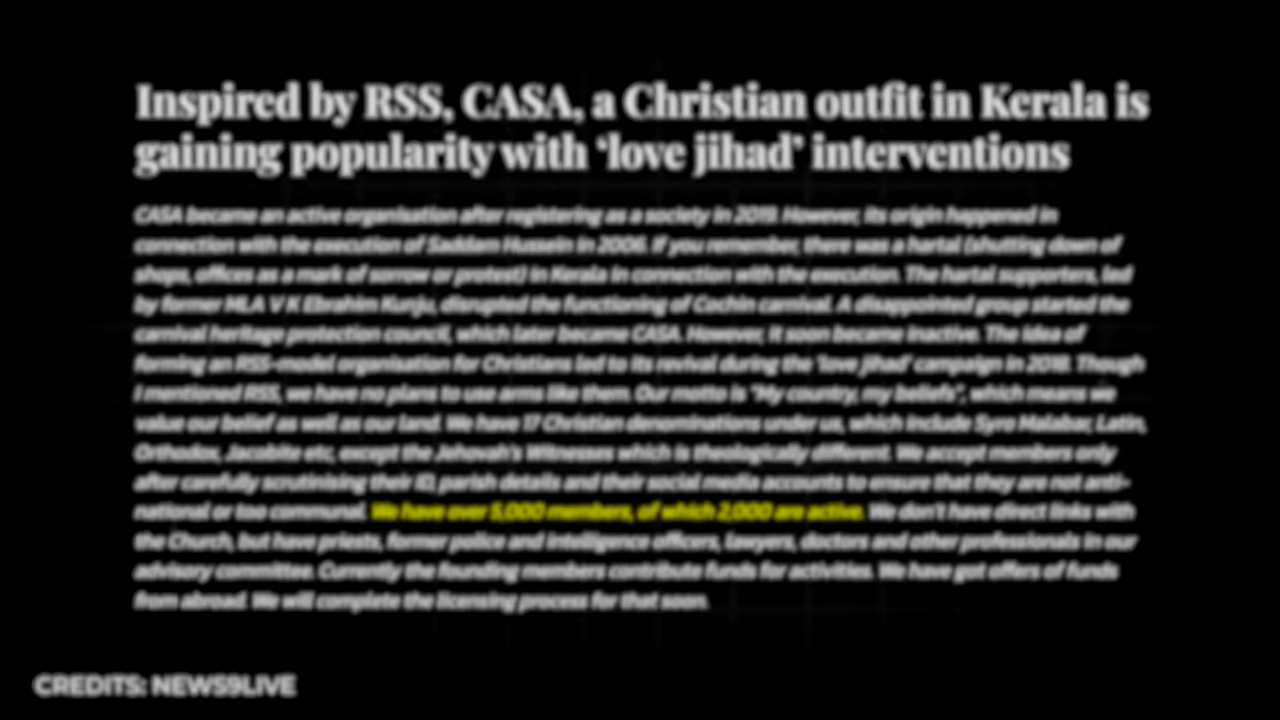 Inspired by RSS, CASA, a Christian outfit in Kerala is
gaining popularity with ‘love jihad’ interventions
CASA became an active organisation after registering as a society in 2019. However, its origin happened in
connection with the execution of Saddam Hussein in 2006. If you remember, there was a hartal (shutting down of
shops, offices as a mark of sorrow or protest) in Kerala in connection with the execution. The hartal supporters, led
by former MLA V K Ebrahim Kunju, disrupted the functioning of Cochin carnival. A disappointed group started the
carnival heritage protection council, which later became CASA. However, it soon became inactive. The idea of
forming an RSS-model organisation for Christians led to its revival during the 'love jihad' campaign in 2018. Though
I mentioned RSS, we have no plans to use arms like them. Our motto is "My country, my beliefs", which means we
value our belief as well as our land. We have 17 Christian denominations under us, which include Syro Malabar, Latin,
Orthodox, Jacobite etc, except the Jehovah's Witnesses which is theologically different. We accept members only
after carefully scrutinising their ID, parish details and their social media accounts to ensure that they are not anti-
national or too communal. We have over 5,000 members, of which 2,000 are active. We don't have direct links with
the Church, but have priests, former police and intelligence officers, lawyers, doctors and other professionals in our
advisory committee. Currently the founding members contribute funds for activities. We have got offers of funds
from abroad. We will complete the licensing process for that soon.
CREDITS: NEWS9LIVE